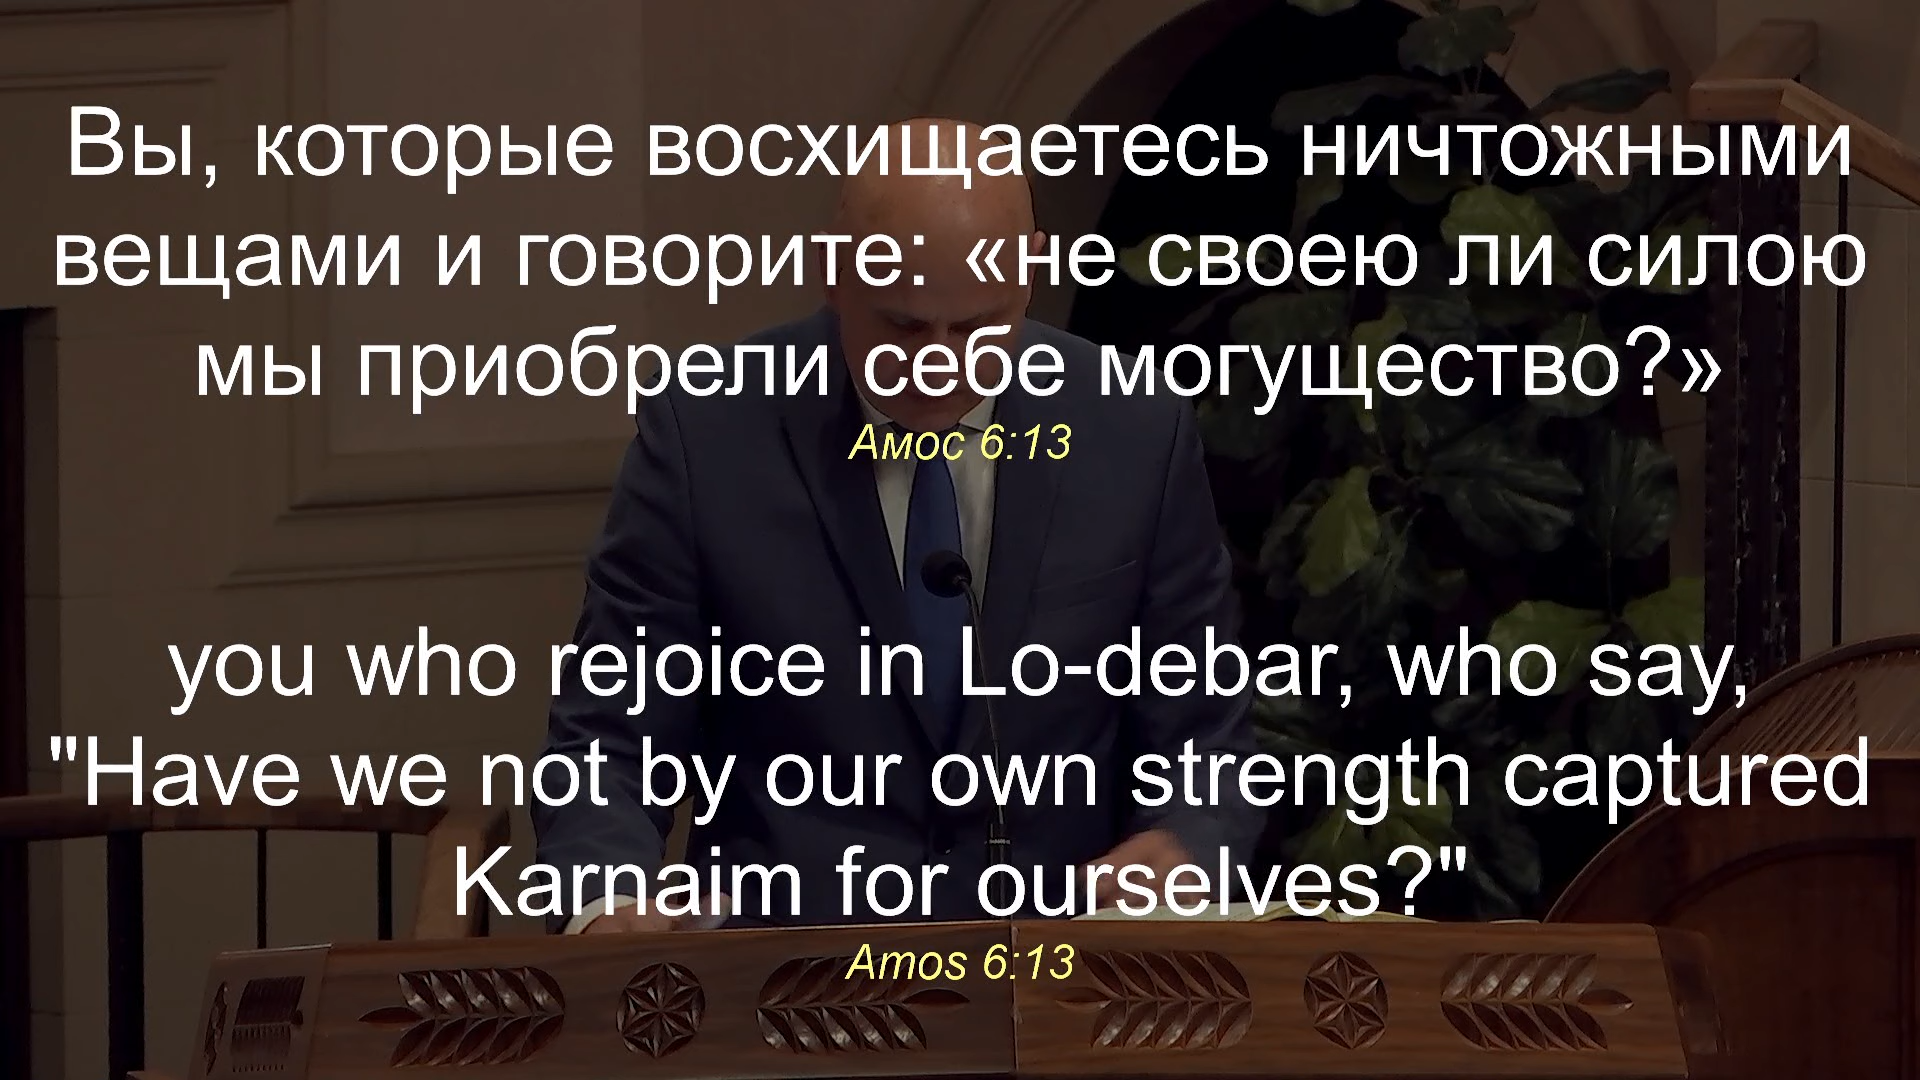 Вы, которые восхищаетесь ничтожными
вещами и говорите: «не своею ли силою
мы приобрели себе могущество?»
Амос 6:13
you who rejoice in Lo-debar, who say,
"Have we not by our own strength captured
Karnaim for ourselves?"
Amos 6:13